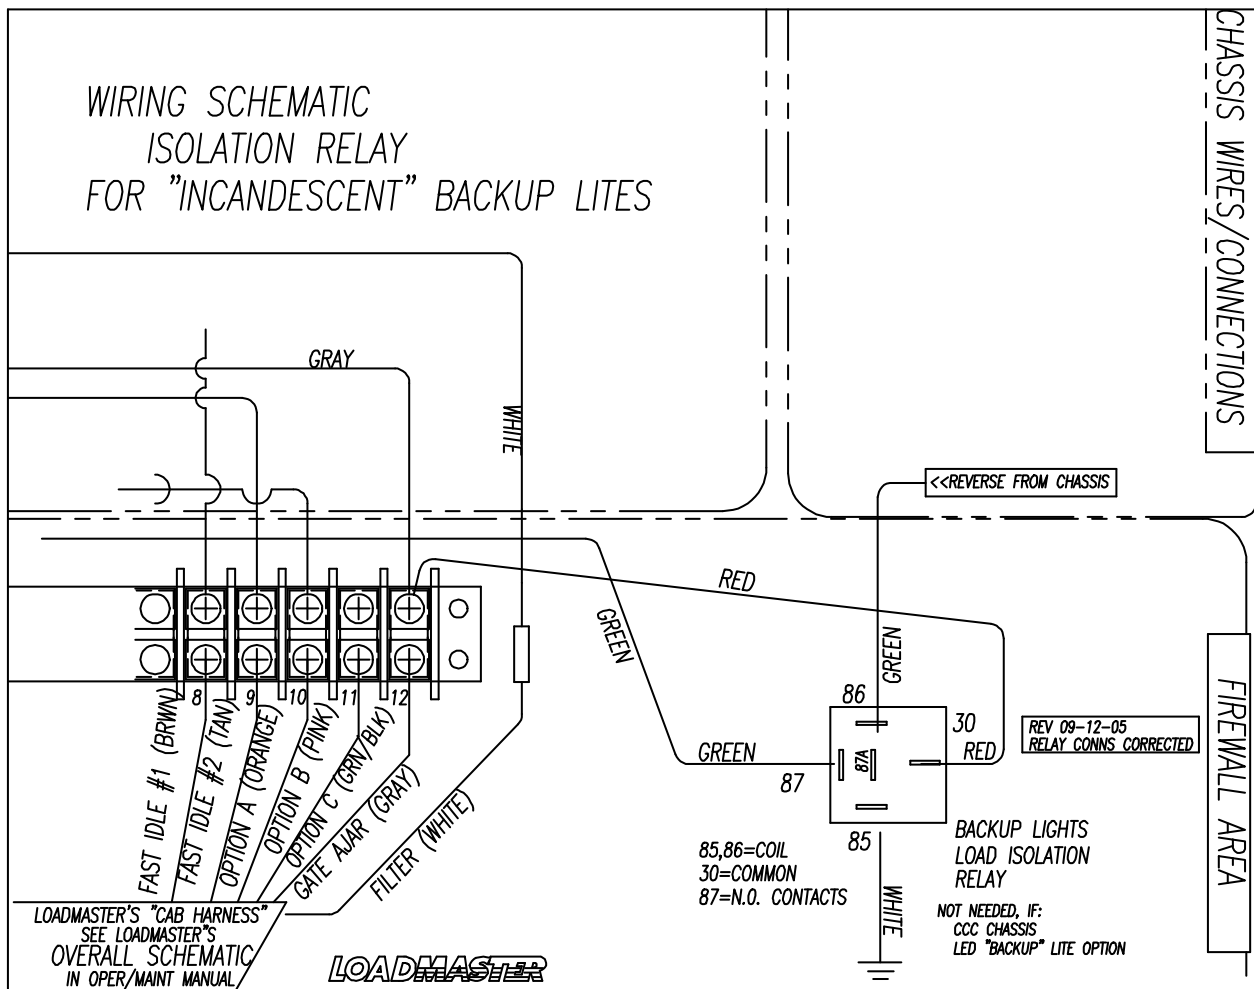 WIRING SCHEMATIC
ISOLATION RELAY
FOR "INCANDESCENT" BACKUP LITES
CHASSIS WIRES/CONNECTIONS
GRAY
WHITE
<<REVERSE FROM CHASSIS
RED
GREEN
GREEN
8
9
10
11
12
86
30
GREEN
87
87A
RED
85
REV 09-12-05
RELAY CONNS CORRECTED
FIREWALL AREA
FAST IDLE #1 (BRWN)
FAST IDLE #2 (TAN)
OPTION A (ORANGE)
OPTION B (PINK)
OPTION C (GRN/BLK)
GATE AJAR (GRAY)
FILTER (WHITE)
85,86=COIL
30=COMMON
87=N.O. CONTACTS
WHITE
BACKUP LIGHTS
LOAD ISOLATION
RELAY
NOT NEEDED, IF:
CCC CHASSIS
LED "BACKUP" LITE OPTION
LOADMASTER'S "CAB HARNESS"
SEE LOADMASTER"S
OVERALL SCHEMATIC
IN OPER/MAINT MANUAL
LOADMASTER